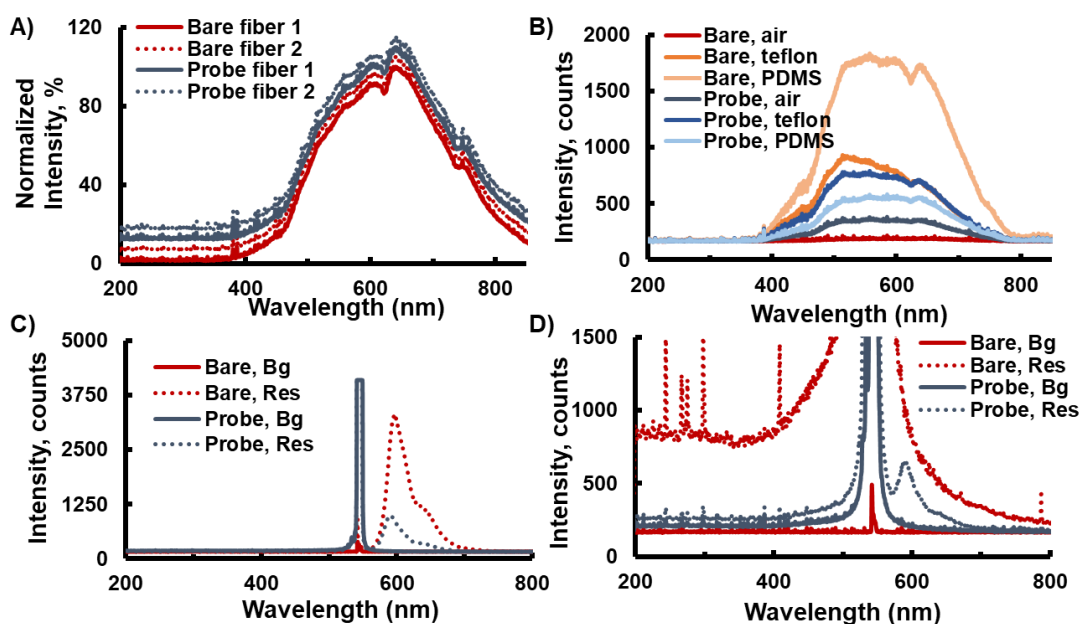 A)
Normalized
Intensity, %
120
80
40
0
Bare fiber 1
Bare fiber 2
Probe fiber 1
Probe fiber 2
200 400 600 800
Wavelength (nm)
B)
Intensity, counts
2000
1500
1000
500
0
Bare, air
Bare, teflon
Bare, PDMS
Probe, air
Probe, teflon
Probe, PDMS
200 400 600 800
Wavelength (nm)
C)
Intensity, counts
5000
3750
2500
1250
0
Bare, Bg
Bare, Res
Probe, Bg
Probe, Res
200 400 600 800
Wavelength (nm)
D)
Intensity, counts
1500
1000
500
0
Bare, Bg
Bare, Res
Probe, Bg
Probe, Res
200 400 600 800
Wavelength (nm)